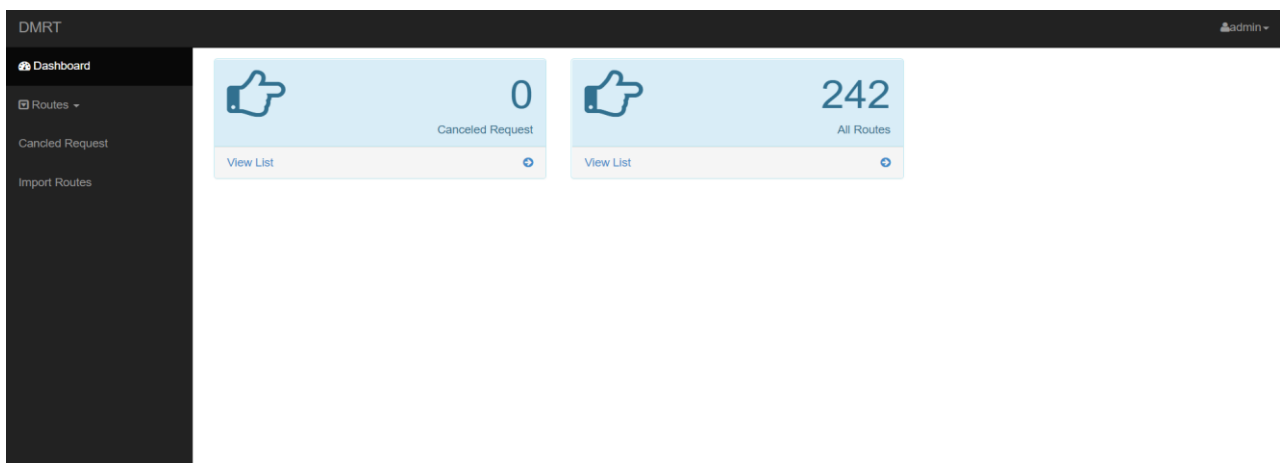 DMRT
admin
Dashboard
Routes
Cancled Request
Import Routes
0
Canceled Request
View List
242
All Routes
View List